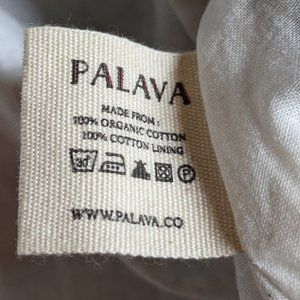 PALAVA
MADE FROM:
100% ORGANIC COTTON
100% COTTON LINING
30 P
WWW.PALAVA.CO